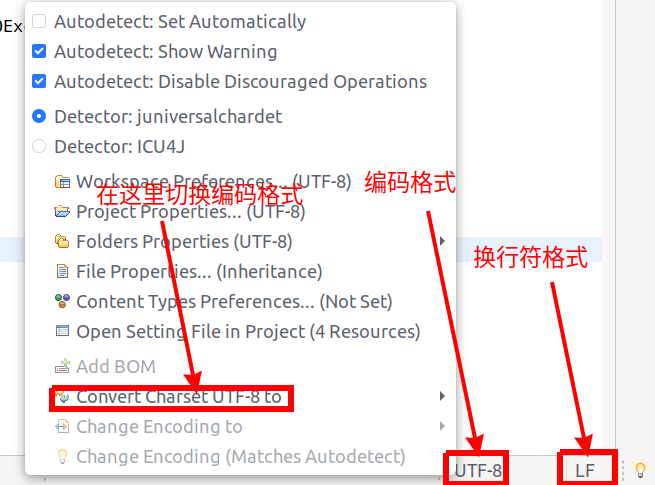 Autodetect: Set Automatically
Autodetect: Show Warning
Autodetect: Disable Discouraged Operations
Detector: juniversalchardet
Detector: ICU4J
Workspace Preferences... (UTF-8)
在这里切换编码格式
编码格式
Project Properties... (UTF-8)
Folders Properties (UTF-8)
换行符格式
File Properties... (Inheritance)
Content Types Preferences... (Not Set)
Open Setting File in Project (4 Resources)
Add BOM
Convert Charset UTF-8 to
Change Encoding to
Change Encoding (Matches Autodetect)
UTF-8
LF